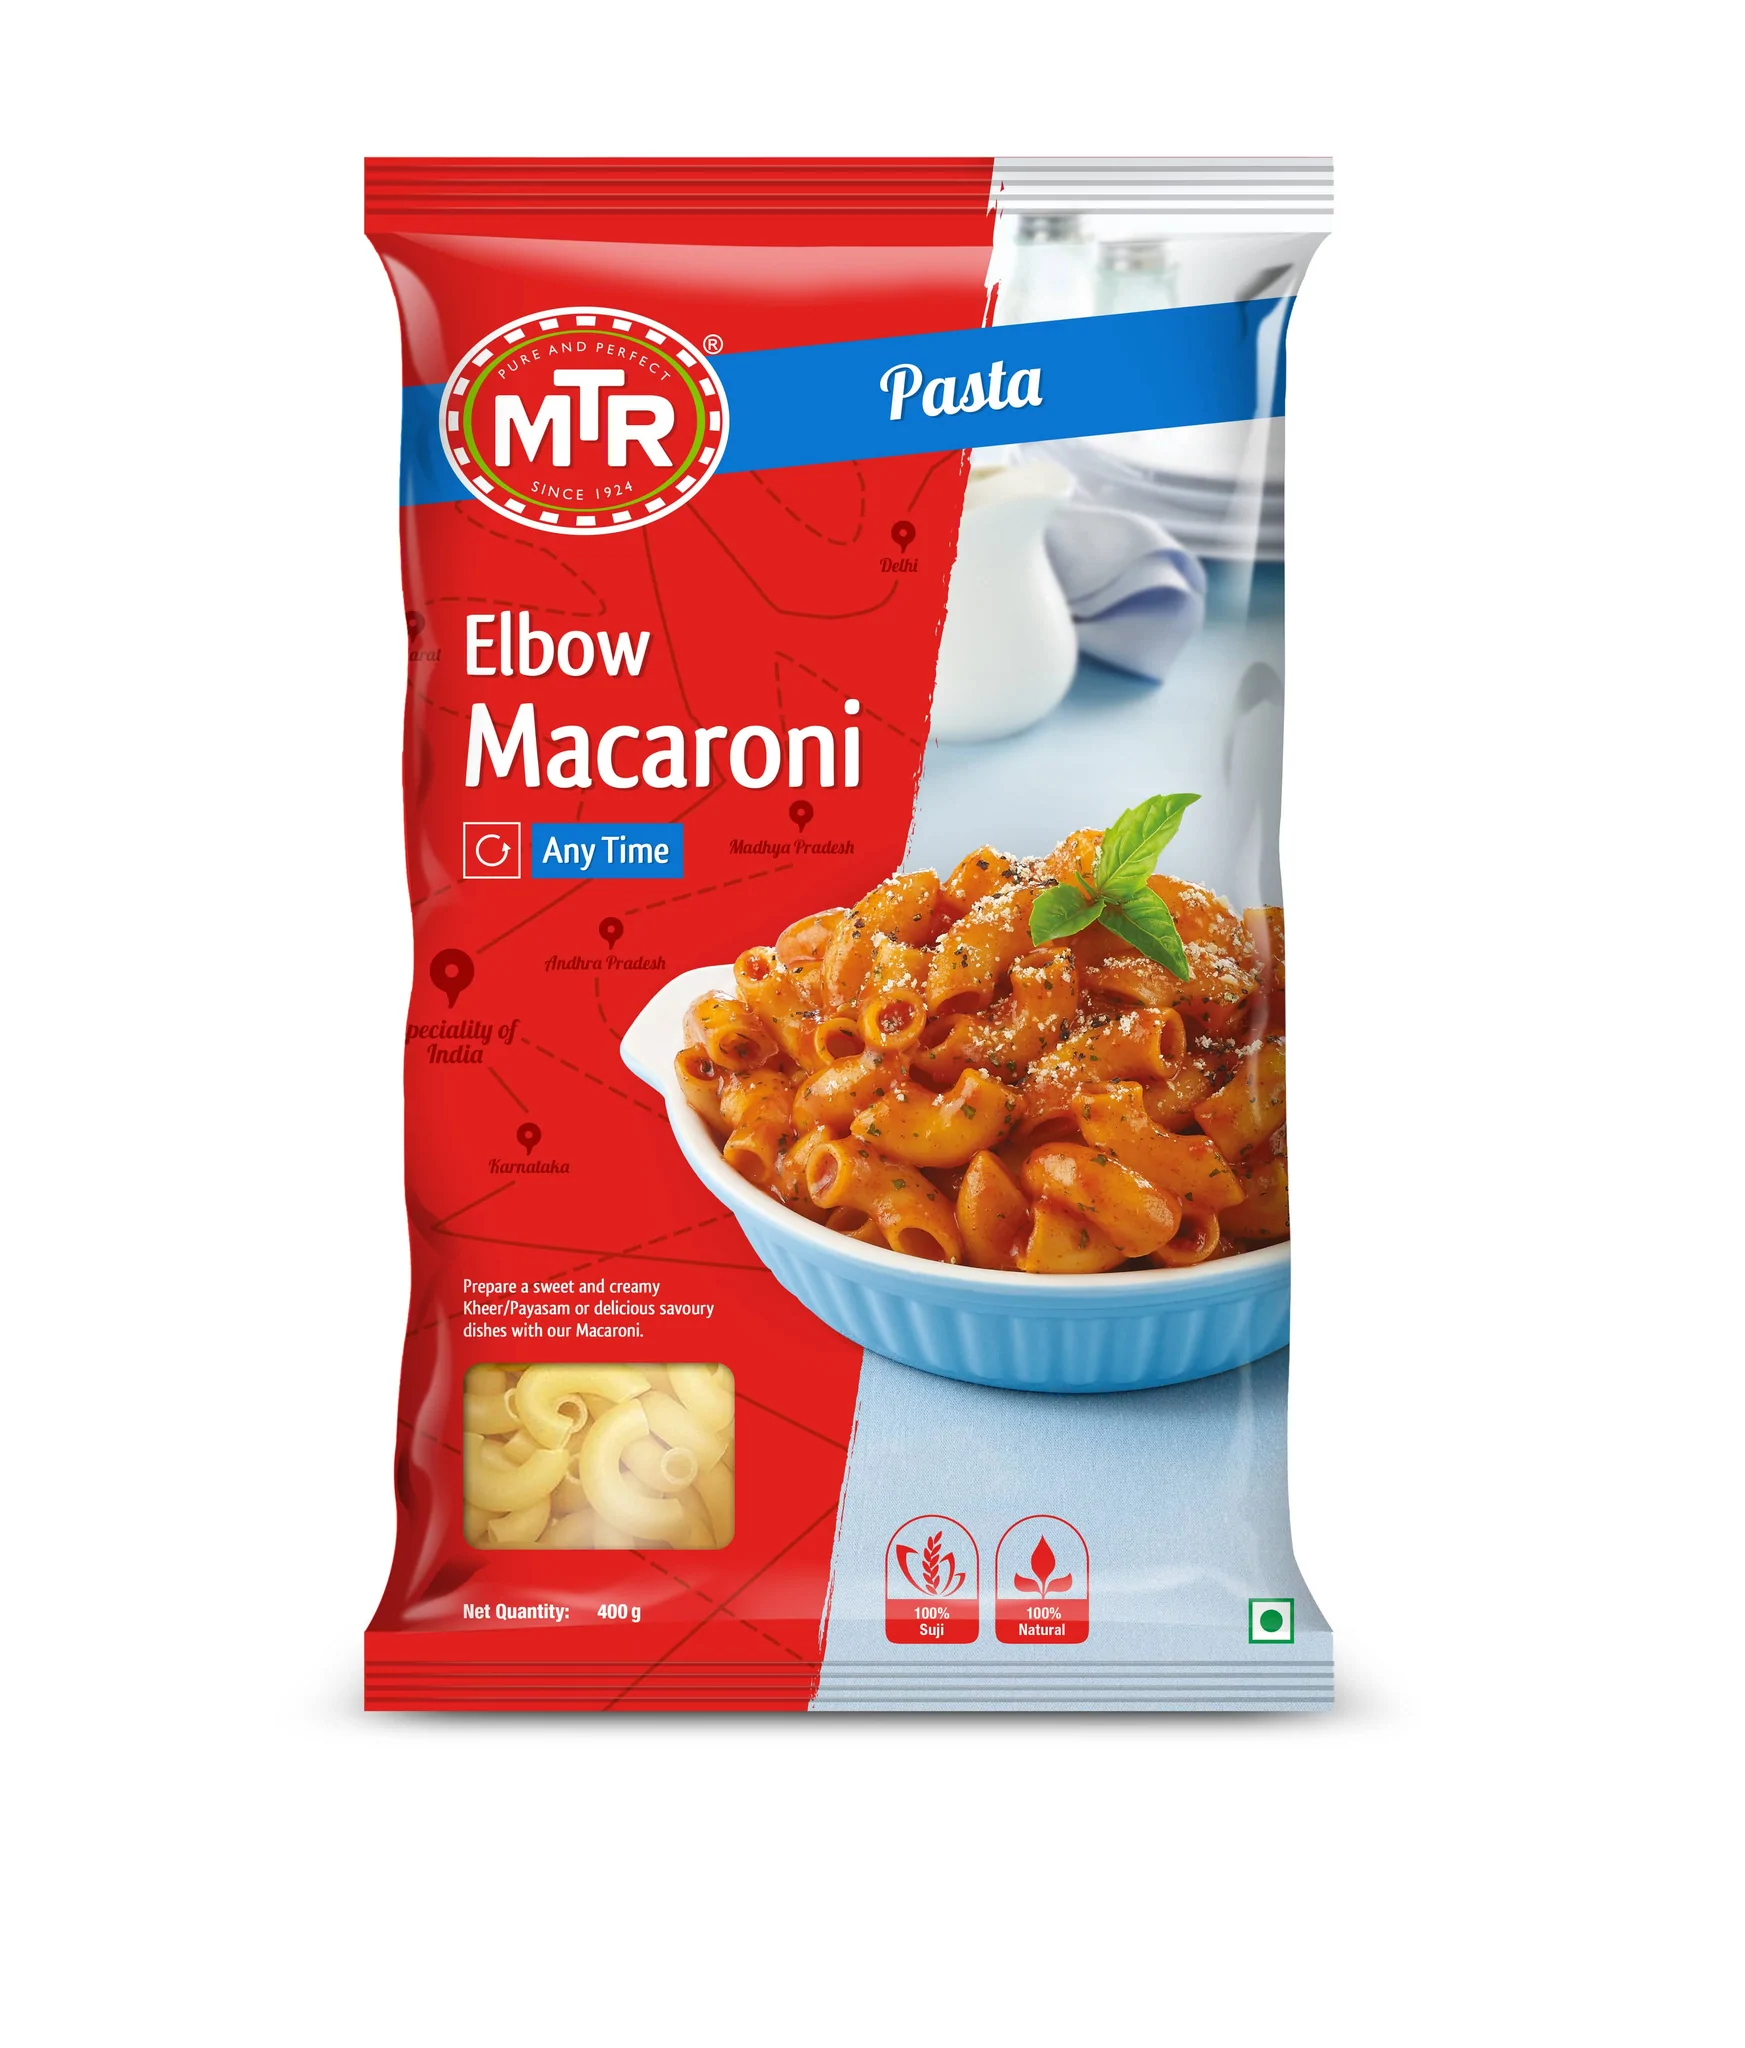 PURE AND PERFECT
MTR
SINCE 1924
®
Pasta
Delhi
Elbow
Macaroni
Any Time
Madhya Pradesh
Andhra Pradesh
India
Karnataka
Prepare a sweet and creamy
Kheer/Payasam or delicious savoury
dishes with our Macaroni.
Net Quantity: 400 g
100%
Suji
100%
Natural